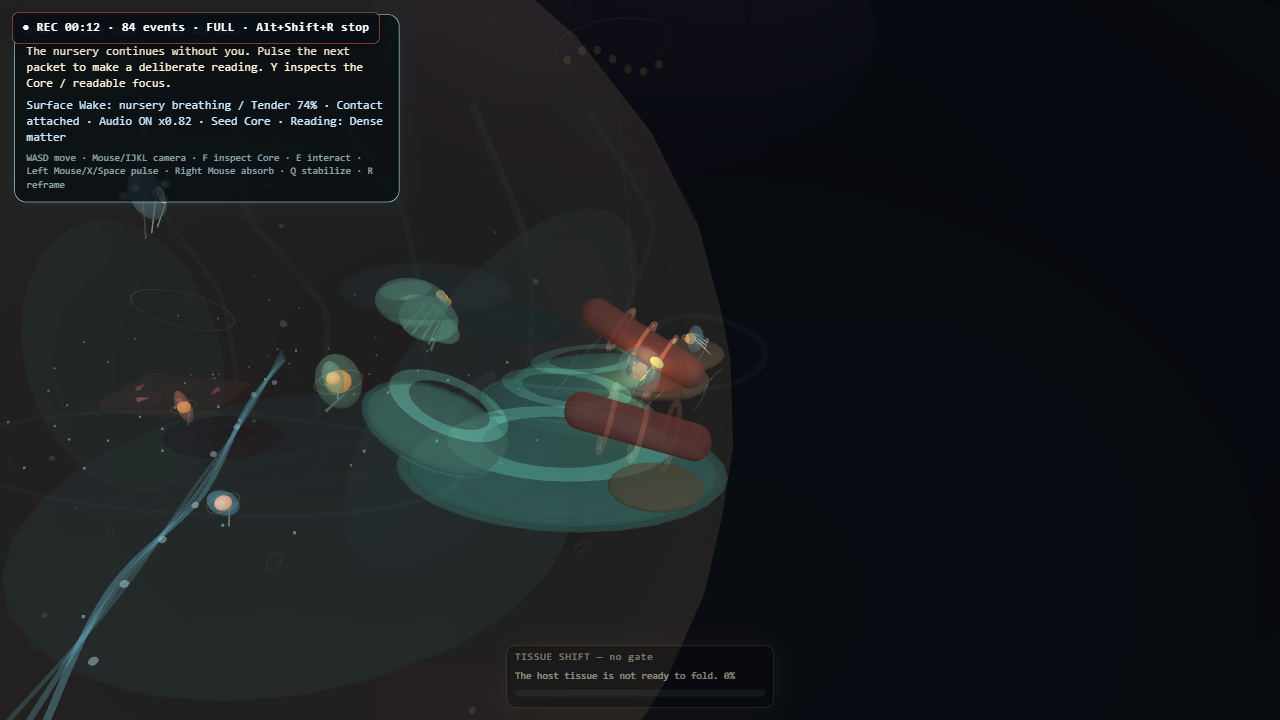 ● REC 00:12 · 84 events · FULL · Alt+Shift+R stop
The nursery continues without you. Pulse the next
packet to make a deliberate reading. Y inspects the
Core / readable focus.
Surface Wake: nursery breathing / Tender 74% · Contact
attached · Audio ON x0.82 · Seed Core · Reading: Dense
matter
WASD move · Mouse/IJKL camera · F inspect Core · E interact ·
Left Mouse/X/Space pulse · Right Mouse absorb · Q stabilize · R
reframe
TISSUE SHIFT — no gate
The host tissue is not ready to fold. 0%